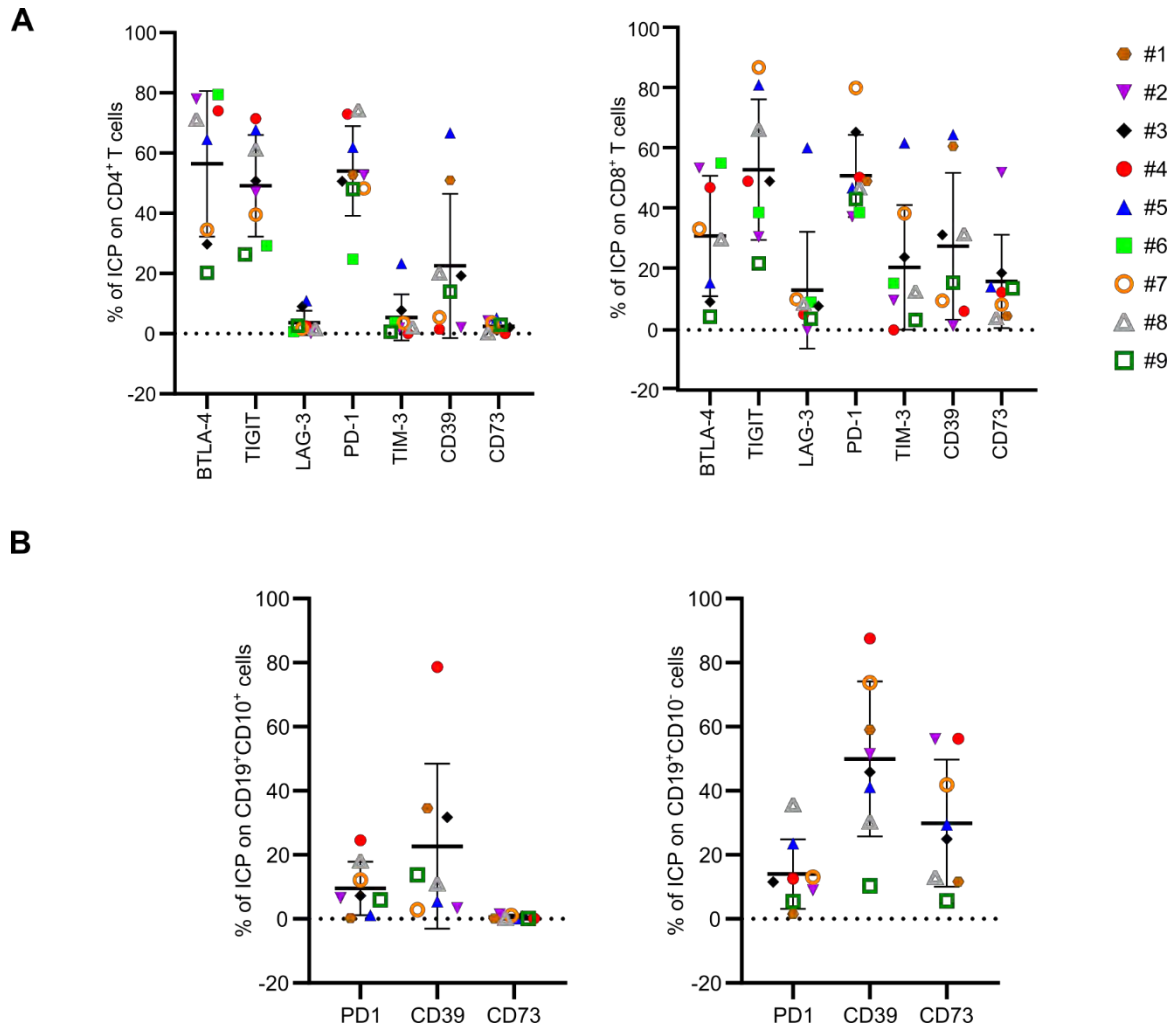 A
% of ICP on CD4+ T cells
100
80
60
40
20
0
-20
BTLA-4
TIGIT
LAG-3
PD-1
TIM-3
CD39
CD73
% of ICP on CD8+ T cells
100
80
60
40
20
0
-20
BTLA-4
TIGIT
LAG-3
PD-1
TIM-3
CD39
CD73
#1
#2
#3
#4
#5
#6
#7
#8
#9
B
% of ICP on CD19+CD10+ cells
100
80
60
40
20
0
-20
PD1
CD39
CD73
% of ICP on CD19+CD10- cells
100
80
60
40
20
0
-20
PD1
CD39
CD73